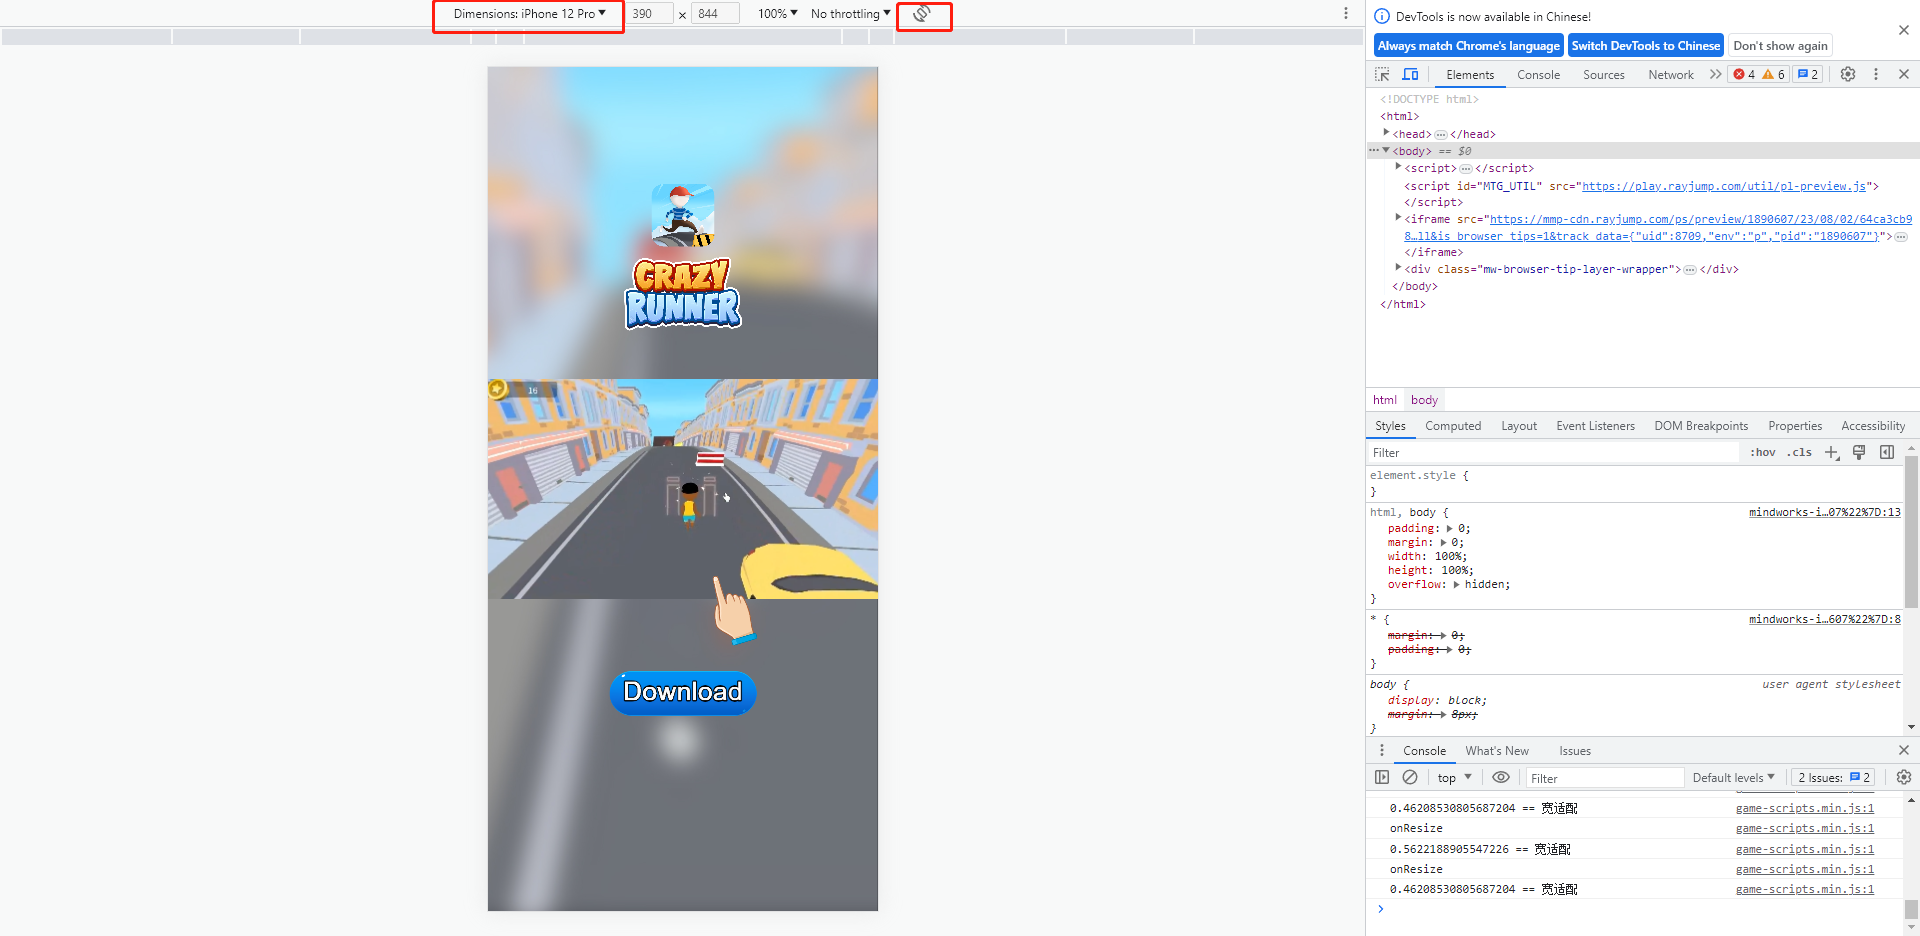 Dimensions: iPhone 12 Pro 390 × 844 100% No throttling
CRAZY
RUNNER
16
Download
DevTools is now available in Chinese!
Always match Chrome's language Switch DevTools to Chinese Don't show again
Elements Console Sources Network 4 6 2
<!DOCTYPE html>
<html>
<head> … </head>
… <body> == $0
<script> … </script>
<script id="MTG_UTIL" src="https://play.rayjump.com/util/pl-preview.js">
</script>
<iframe src="https://mmp-cdn.rayjump.com/ps/preview/1890607/23/08/02/64ca3cb9
8…ll&is_browser_tips=1&track_data={"uid":8709,"env":"p","pid":"1890607"}"> …
</iframe>
<div class="mw-browser-tip-layer-wrapper"> … </div>
</body>
</html>
html body
Styles Computed Layout Event Listeners DOM Breakpoints Properties Accessibility
Filter :hov .cls
element.style {
}
html, body { mindworks-i…07%22%7D:13
padding: 0;
margin: 0;
width: 100%;
height: 100%;
overflow: hidden;
}
* { mindworks-i…607%22%7D:8
margin: 0;
padding: 0;
}
body { user agent stylesheet
display: block;
margin: 8px;
}
Console What's New Issues
top Filter Default levels 2 Issues: 2
0.46208530805687204 == 宽适配 game-scripts.min.js:1
onResize game-scripts.min.js:1
0.5622188905547226 == 宽适配 game-scripts.min.js:1
onResize game-scripts.min.js:1
0.46208530805687204 == 宽适配 game-scripts.min.js:1